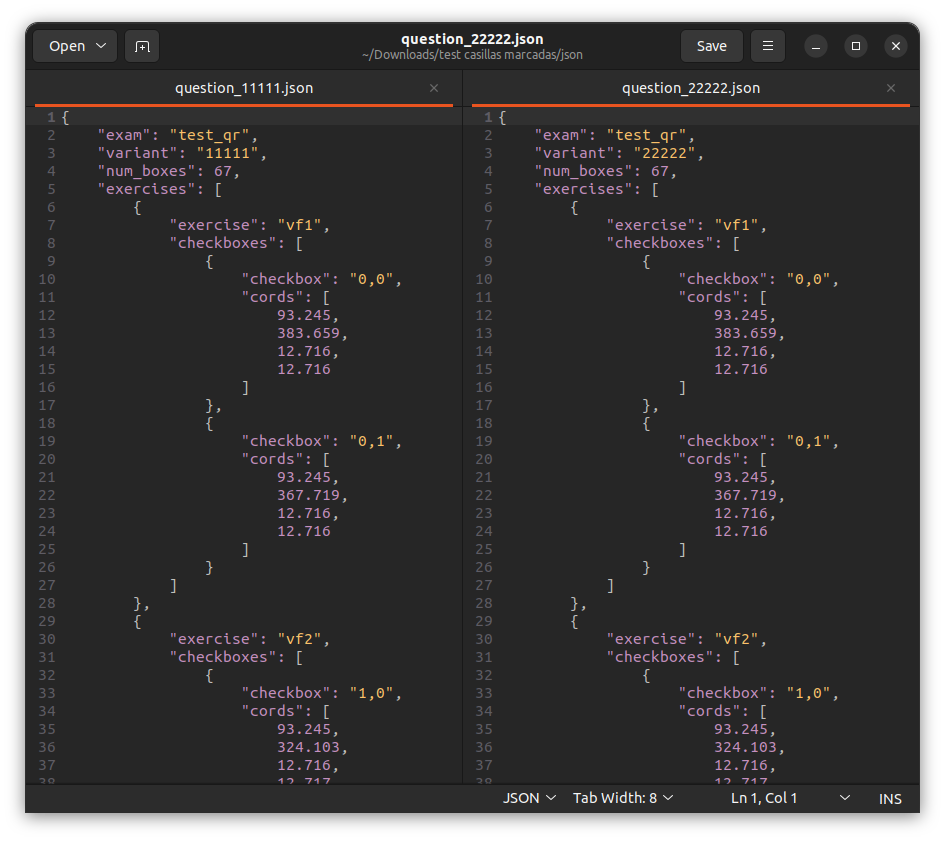 Open
question_22222.json
~/Downloads/test casillas marcadas/json
Save
question_11111.json
1 {
2     "exam": "test_qr",
3     "variant": "11111",
4     "num_boxes": 67,
5     "exercises": [
6         {
7             "exercise": "vf1",
8             "checkboxes": [
9                 {
10                     "checkbox": "0,0",
11                     "cords": [
12                         93.245,
13                         383.659,
14                         12.716,
15                         12.716
16                     ]
17                 },
18                 {
19                     "checkbox": "0,1",
20                     "cords": [
21                         93.245,
22                         367.719,
23                         12.716,
24                         12.716
25                     ]
26                 }
27             ]
28         },
29         {
30             "exercise": "vf2",
31             "checkboxes": [
32                 {
33                     "checkbox": "1,0",
34                     "cords": [
35                         93.245,
36                         324.103,
37                         12.716,
38                         12.717
question_22222.json
1 {
2     "exam": "test_qr",
3     "variant": "22222",
4     "num_boxes": 67,
5     "exercises": [
6         {
7             "exercise": "vf1",
8             "checkboxes": [
9                 {
10                     "checkbox": "0,0",
11                     "cords": [
12                         93.245,
13                         383.659,
14                         12.716,
15                         12.716
16                     ]
17                 },
18                 {
19                     "checkbox": "0,1",
20                     "cords": [
21                         93.245,
22                         367.719,
23                         12.716,
24                         12.716
25                     ]
26                 }
27             ]
28         },
29         {
30             "exercise": "vf2",
31             "checkboxes": [
32                 {
33                     "checkbox": "1,0",
34                     "cords": [
35                         93.245,
36                         324.103,
37                         12.716,
38                         12.717
JSON
Tab Width: 8
Ln 1, Col 1
INS